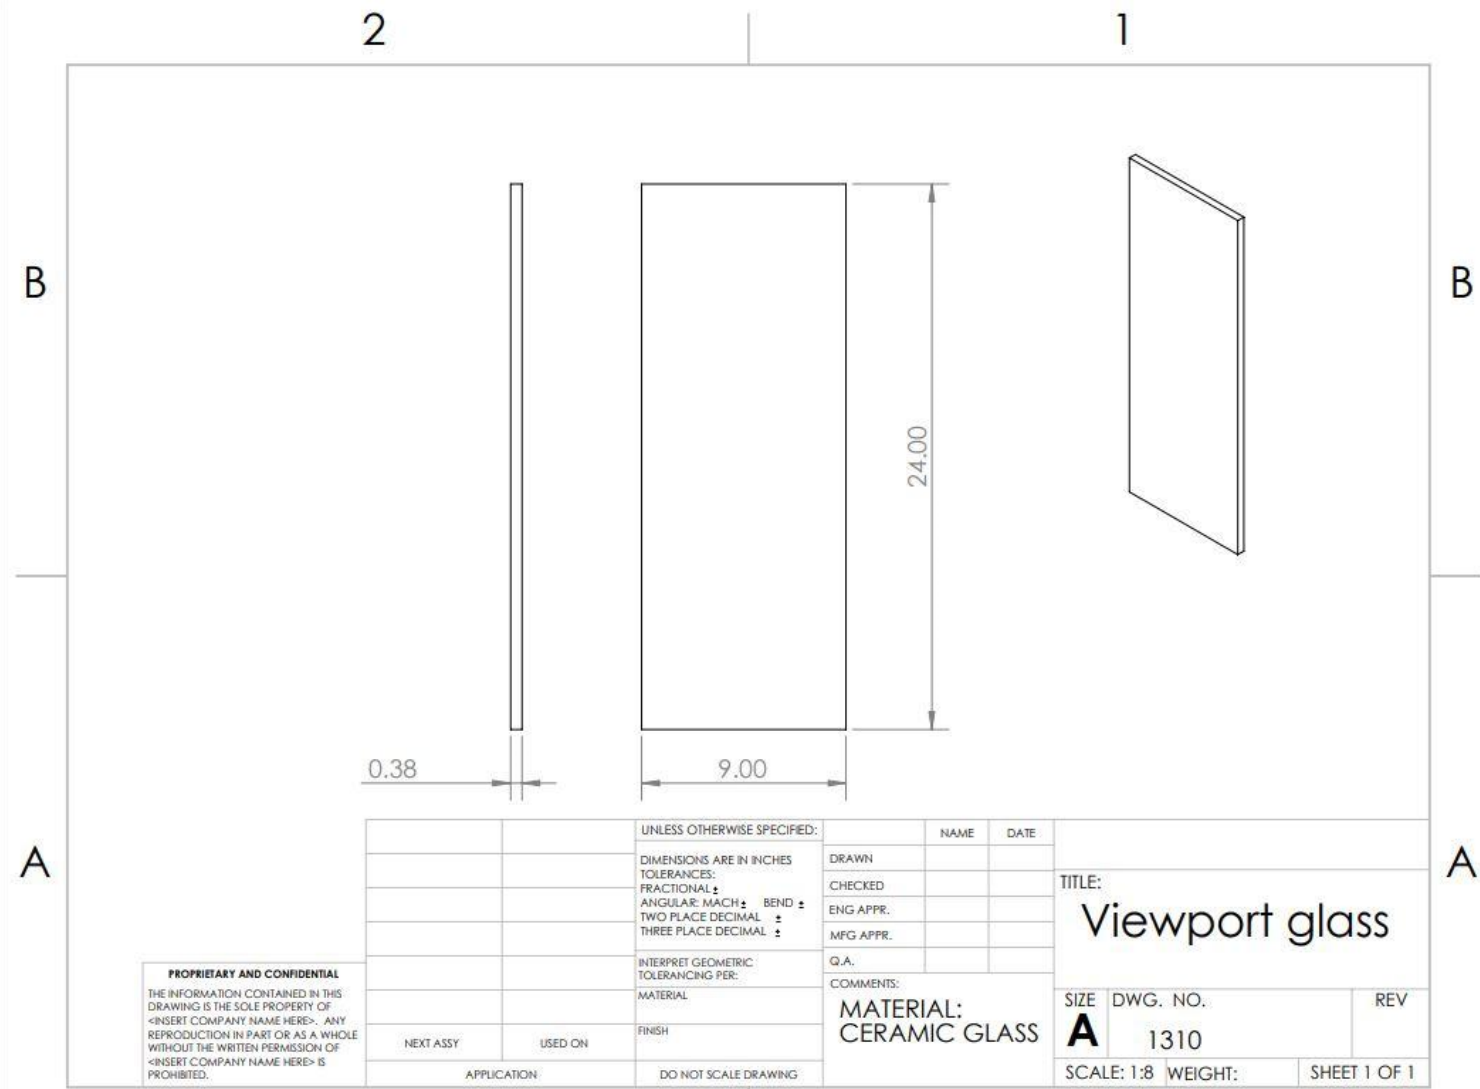 2
1
B
B
24.00
0.38
9.00
A
A
UNLESS OTHERWISE SPECIFIED:
DIMENSIONS ARE IN INCHES
TOLERANCES:
FRACTIONAL ±
ANGULAR: MACH ± BEND ±
TWO PLACE DECIMAL ±
THREE PLACE DECIMAL ±
INTERPRET GEOMETRIC
TOLERANCING PER:
MATERIAL
FINISH
DO NOT SCALE DRAWING
NAME
DATE
DRAWN
CHECKED
ENG APPR.
MFG APPR.
Q.A.
COMMENTS:
MATERIAL:
CERAMIC GLASS
TITLE:
Viewport glass
SIZE
A
DWG. NO.
1310
REV
SCALE: 1:8
WEIGHT:
SHEET 1 OF 1
PROPRIETARY AND CONFIDENTIAL
THE INFORMATION CONTAINED IN THIS
DRAWING IS THE SOLE PROPERTY OF
<INSERT COMPANY NAME HERE>. ANY
REPRODUCTION IN PART OR AS A WHOLE
WITHOUT THE WRITTEN PERMISSION OF
<INSERT COMPANY NAME HERE> IS
PROHIBITED.
NEXT ASSY
USED ON
APPLICATION